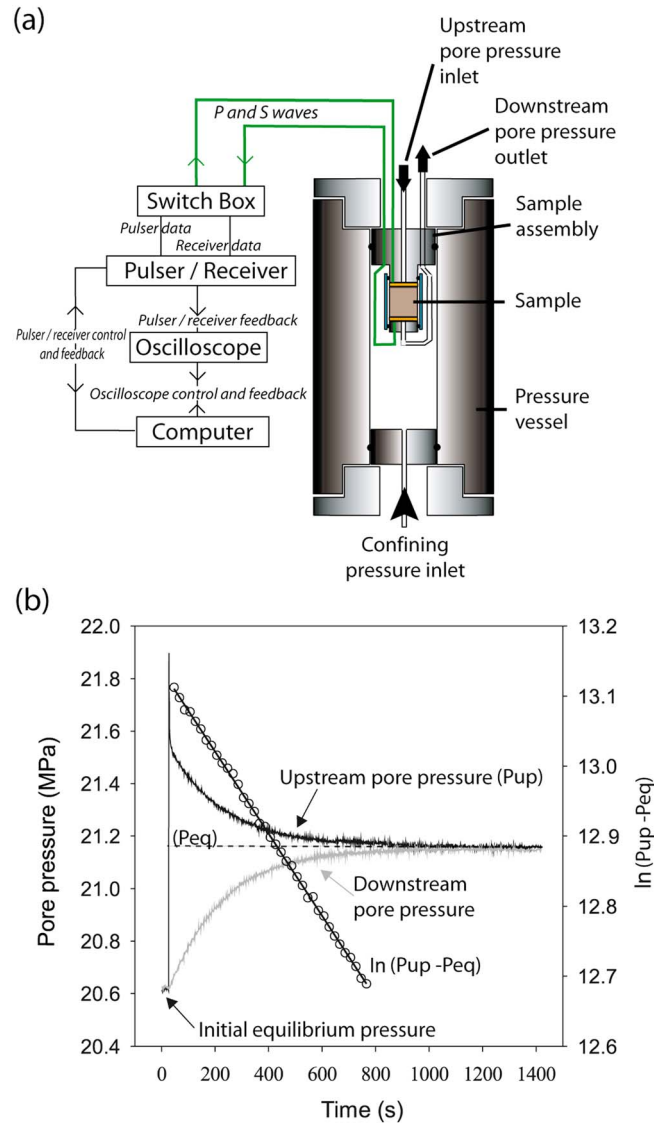 (a)
Upstream
pore pressure
inlet
Downstream
pore pressure
outlet
P and S waves
Switch Box
Pulser data
Receiver data
Pulser / Receiver
Pulser / receiver feedback
Pulser / receiver control
and feedback
Oscilloscope
Oscilloscope control and feedback
Computer
Sample
assembly
Sample
Pressure
vessel
Confining
pressure inlet
(b)
22.0
21.8
21.6
21.4
21.2
21.0
20.8
20.6
20.4
Pore pressure (MPa)
13.2
13.1
13.0
12.9
12.8
12.7
12.6
ln (Pup -Peq)
Upstream pore pressure (Pup)
(Peq)
Downstream
pore pressure
ln (Pup -Peq)
Initial equilibrium pressure
0 200 400 600 800 1000 1200 1400
Time (s)